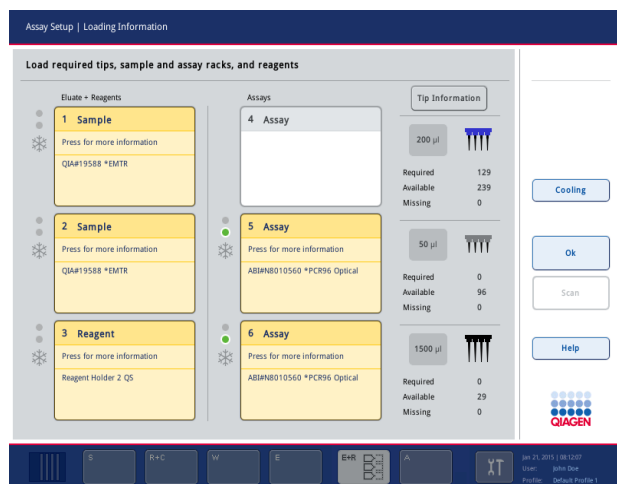 Assay Setup | Loading Information
Load required tips, sample and assay racks, and reagents
Eluate + Reagents
Assays
Tip Information
1 Sample
Press for more information
QIA#19588 *EMTR
4 Assay
200 µl
Required 129
Available 239
Missing 0
2 Sample
Press for more information
QIA#19588 *EMTR
5 Assay
Press for more information
ABI#N8010560 *PCR96 Optical
50 µl
Required 0
Available 96
Missing 0
3 Reagent
Press for more information
Reagent Holder 2 QS
6 Assay
Press for more information
ABI#N8010560 *PCR96 Optical
1500 µl
Required 0
Available 29
Missing 0
Cooling
Ok
Scan
Help
QIAGEN
S
R+C
W
E
E+R
A
Jan 21, 2015 | 08:12:07
User: John Doe
Profile: Default Profile 1